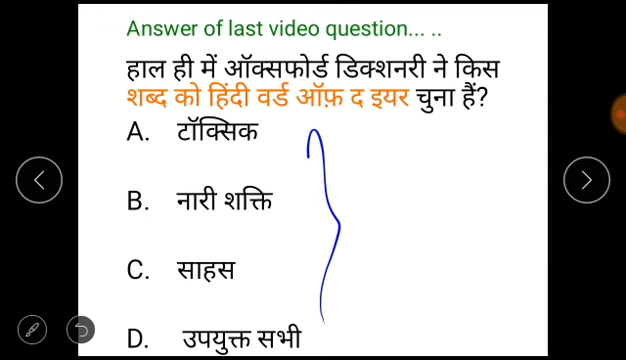 Answer of last video question... ..
हाल ही में ऑक्सफोर्ड डिक्शनरी ने किस
शब्द को हिंदी वर्ड ऑफ़ द इयर चुना हैं?
A. टॉक्सिक
B. नारी शक्ति
C. साहस
D. उपयुक्त सभी